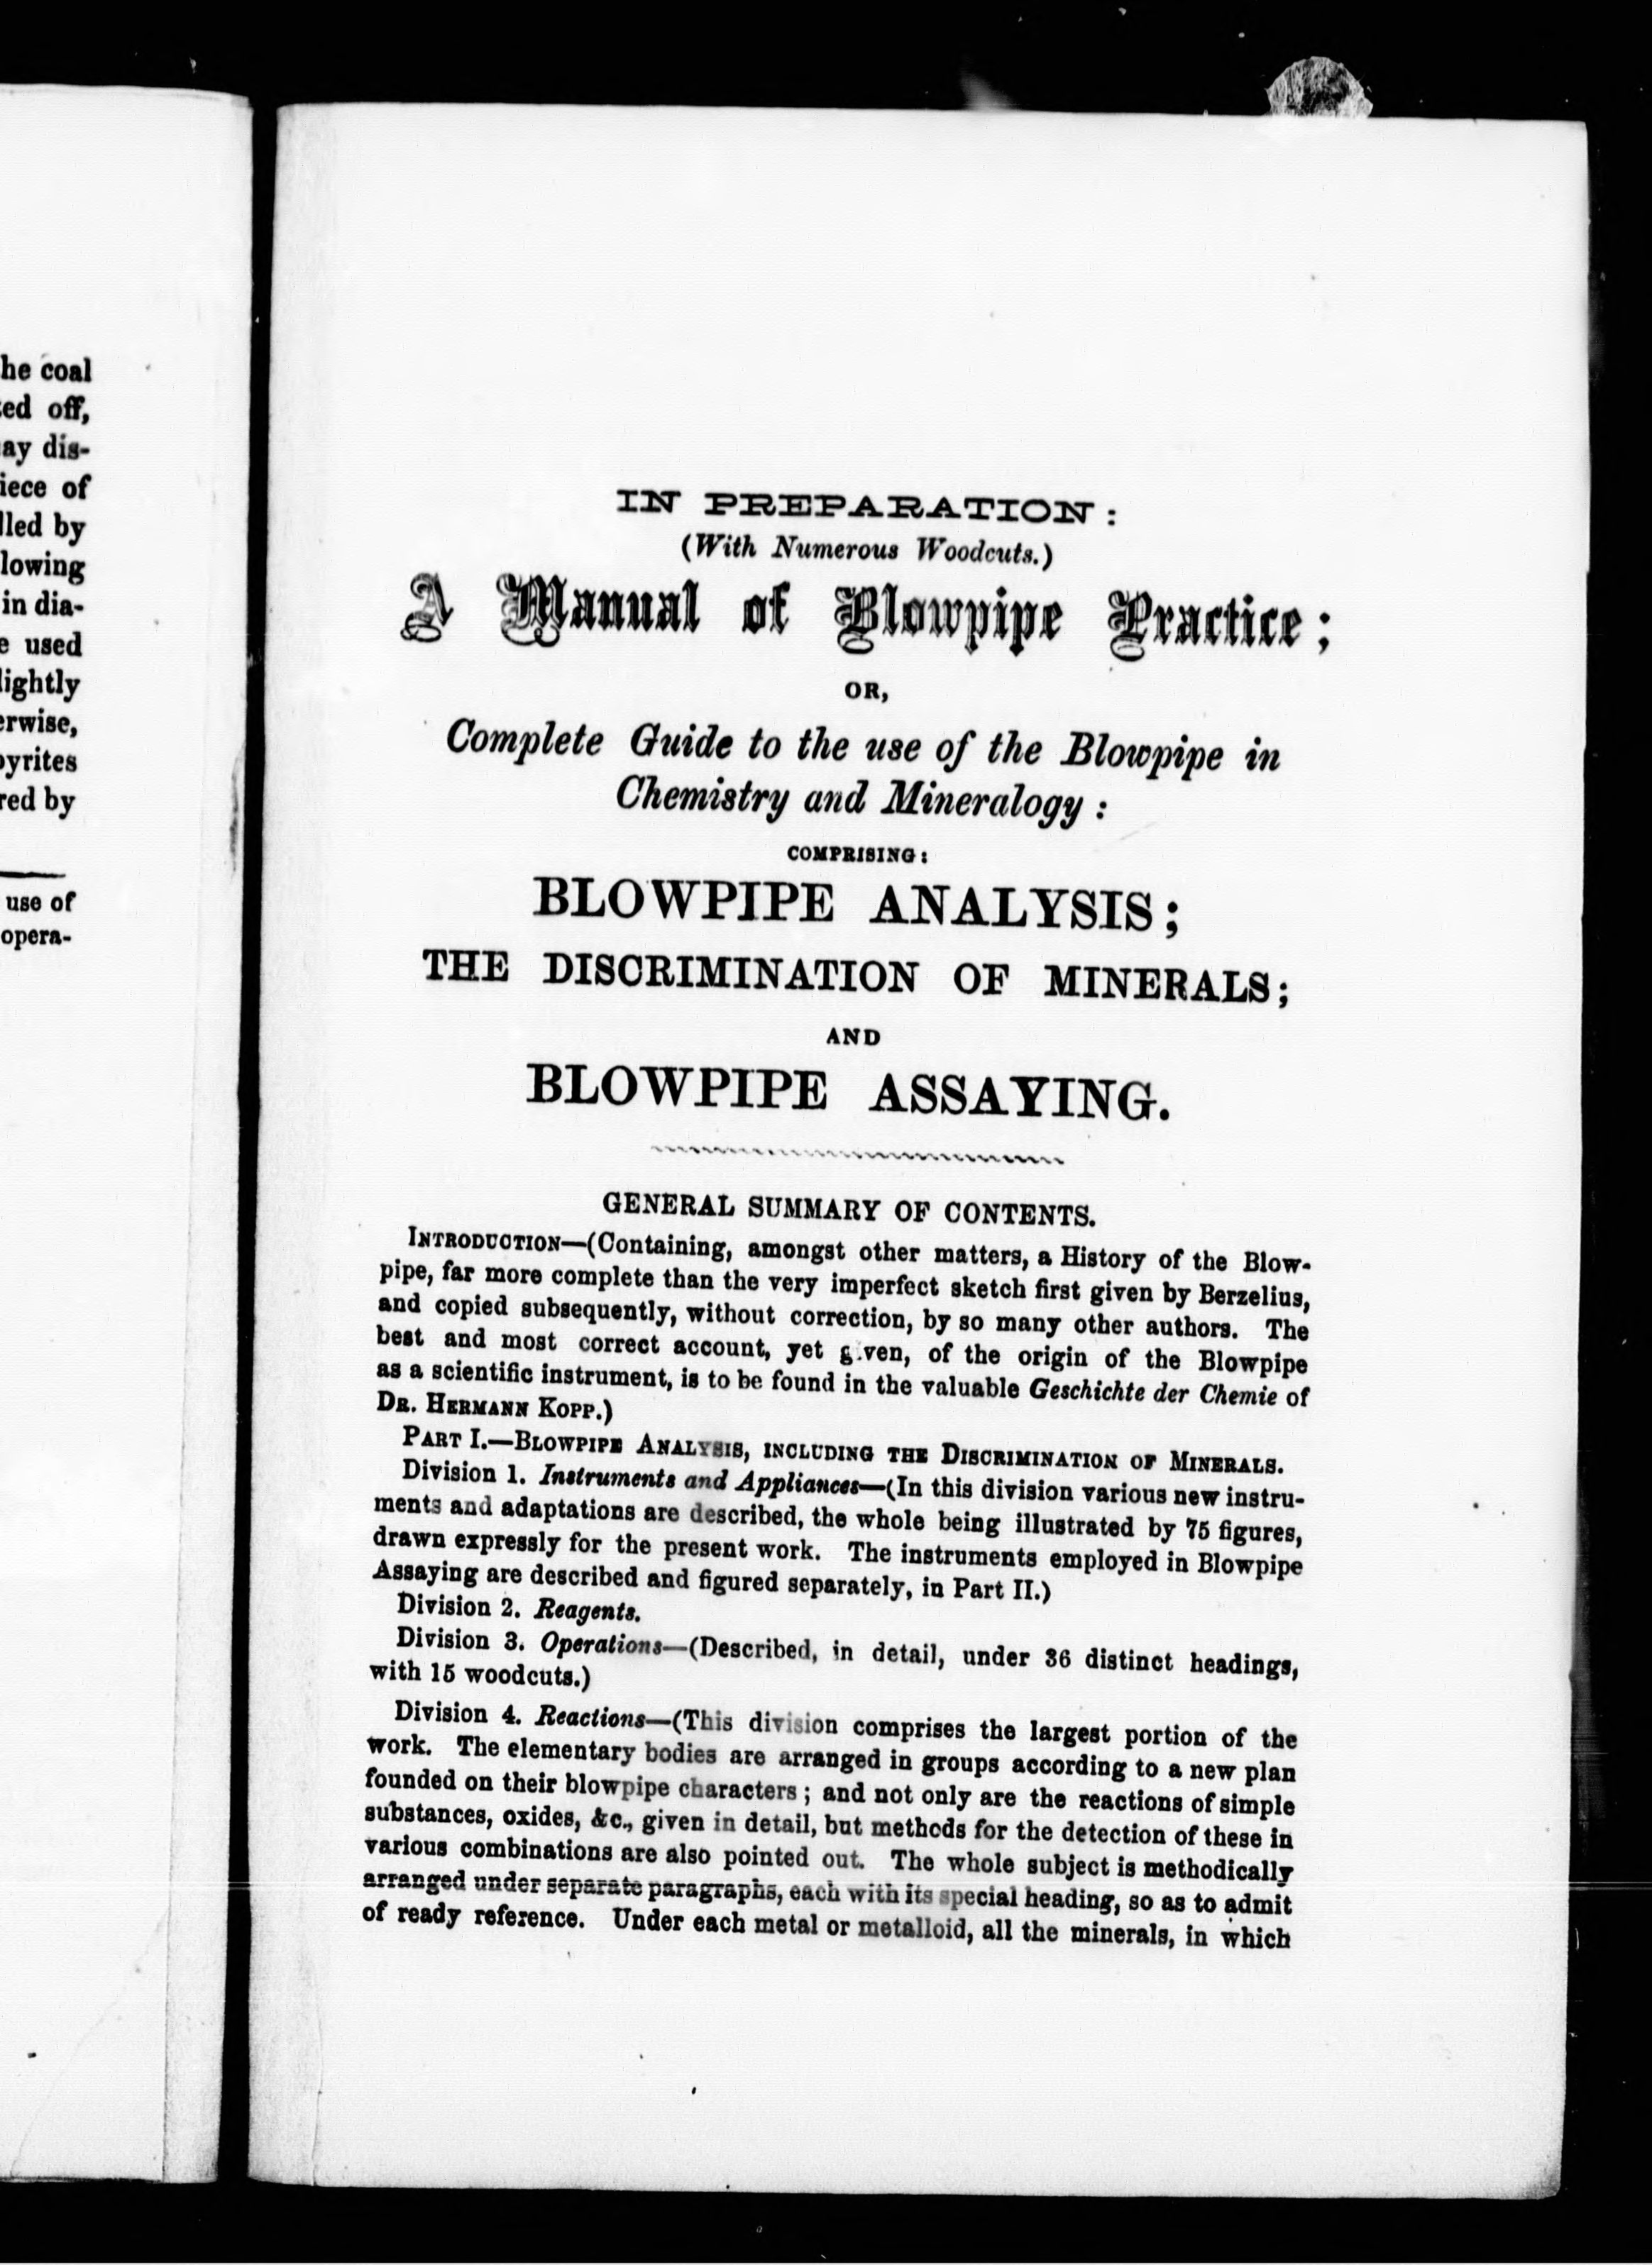 he coal
ed off,
ay dis-
iece of
lled by
lowing
in dia-
e used
lightly
erwise,
pyrites
red by
use of
opera-
IN PREPARATION:
(With Numerous Woodcuts.)
A Manual of Blowpipe Practice;
OR,
Complete Guide to the use of the Blowpipe in
Chemistry and Mineralogy:
COMPRISING:
BLOWPIPE ANALYSIS;
THE DISCRIMINATION OF MINERALS;
AND
BLOWPIPE ASSAYING.
GENERAL SUMMARY OF CONTENTS.
INTRODUCTION—(Containing, amongst other matters, a History of the Blow-
pipe, far more complete than the very imperfect sketch first given by Berzelius,
and copied subsequently, without correction, by so many other authors. The
best and most correct account, yet given, of the origin of the Blowpipe
as a scientific instrument, is to be found in the valuable Geschichte der Chemie of
DR. HERMANN KOPP.)
PART I.—BLOWPIPE ANALYSIS, INCLUDING THE DISCRIMINATION OF MINERALS.
Division 1. Instruments and Appliances—(In this division various new instru-
ments and adaptations are described, the whole being illustrated by 75 figures,
drawn expressly for the present work. The instruments employed in Blowpipe
Assaying are described and figured separately, in Part II.)
Division 2. Reagents.
Division 3. Operations—(Described, in detail, under 36 distinct headings,
with 15 woodcuts.)
Division 4. Reactions—(This division comprises the largest portion of the
work. The elementary bodies are arranged in groups according to a new plan
founded on their blowpipe characters; and not only are the reactions of simple
substances, oxides, &c., given in detail, but methods for the detection of these in
various combinations are also pointed out. The whole subject is methodically
arranged under separate paragraphs, each with its special heading, so as to admit
of ready reference. Under each metal or metalloid, all the minerals, in which